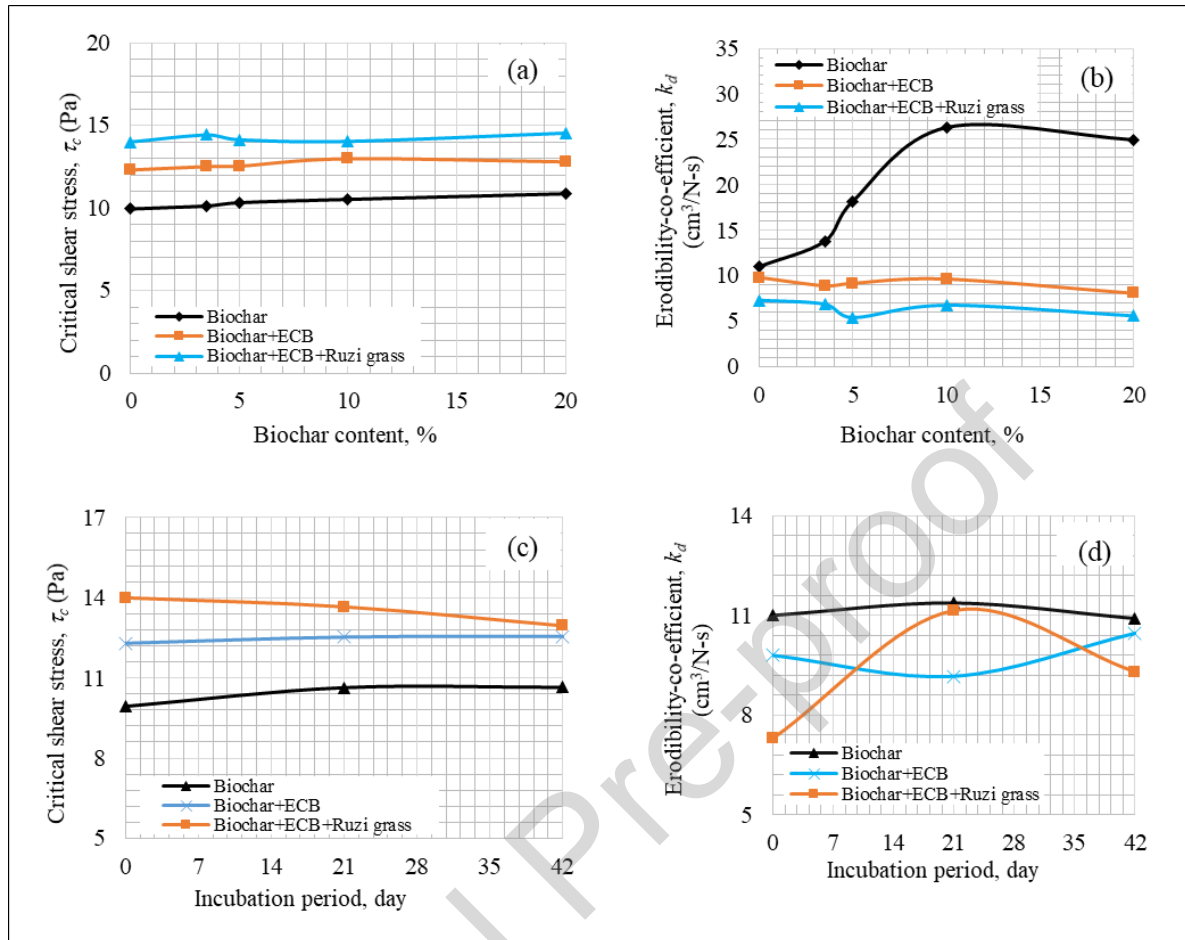 (a)
Critical shear stress, τc (Pa)
20
15
10
5
0
Biochar
Biochar+ECB
Biochar+ECB+Ruzi grass
0 5 10 15 20
Biochar content, %
(b)
Erodibility-co-efficient, kd
(cm³/N-s)
35
30
25
20
15
10
5
0
Biochar
Biochar+ECB
Biochar+ECB+Ruzi grass
0 5 10 15 20
Biochar content, %
(c)
Critical shear stress, τc (Pa)
17
14
11
8
5
Biochar
Biochar+ECB
Biochar+ECB+Ruzi grass
0 7 14 21 28 35 42
Incubation period, day
(d)
Erodibility-co-efficient, kd
(cm³/N-s)
14
11
8
5
Biochar
Biochar+ECB
Biochar+ECB+Ruzi grass
0 7 14 21 28 35 42
Incubation period, day
l Pre-proof